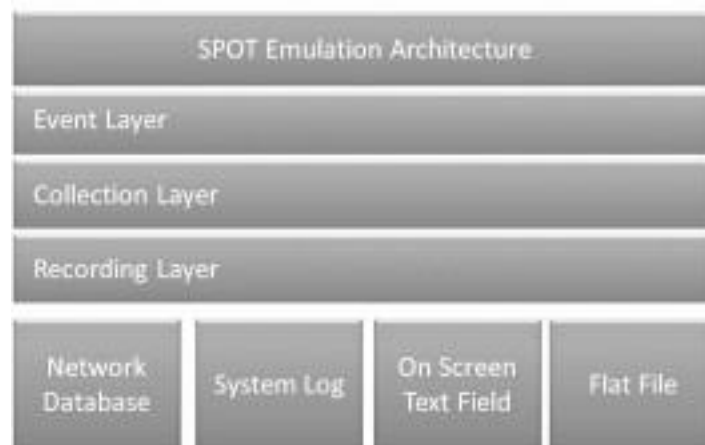 SPOT Emulation Architecture
Event Layer
Collection Layer
Recording Layer
Network
Database
System Log
On Screen
Text Field
Flat File